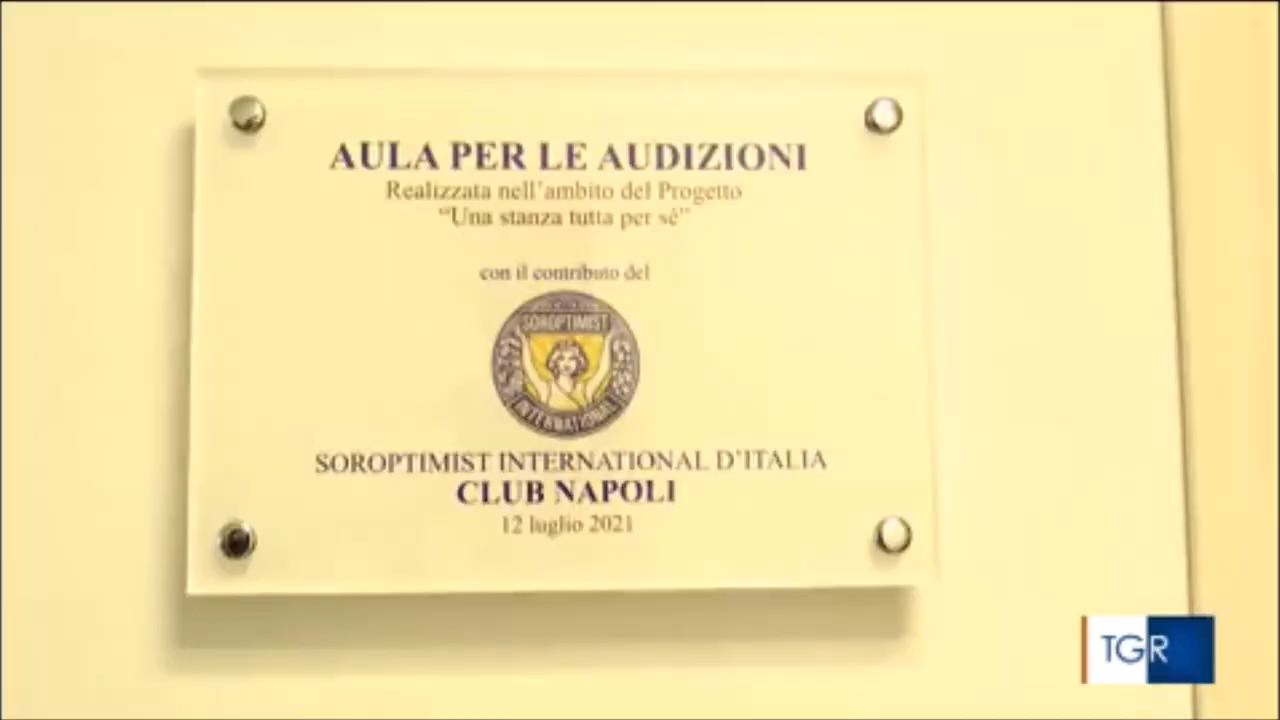 AULA PER LE AUDIZIONI
Realizzata nell'ambito del Progetto
"Una stanza tutta per sé"
con il contributo del
SOROPTIMIST
INTERNATIONAL
SOROPTIMIST INTERNATIONAL D'ITALIA
CLUB NAPOLI
12 luglio 2021
TGR